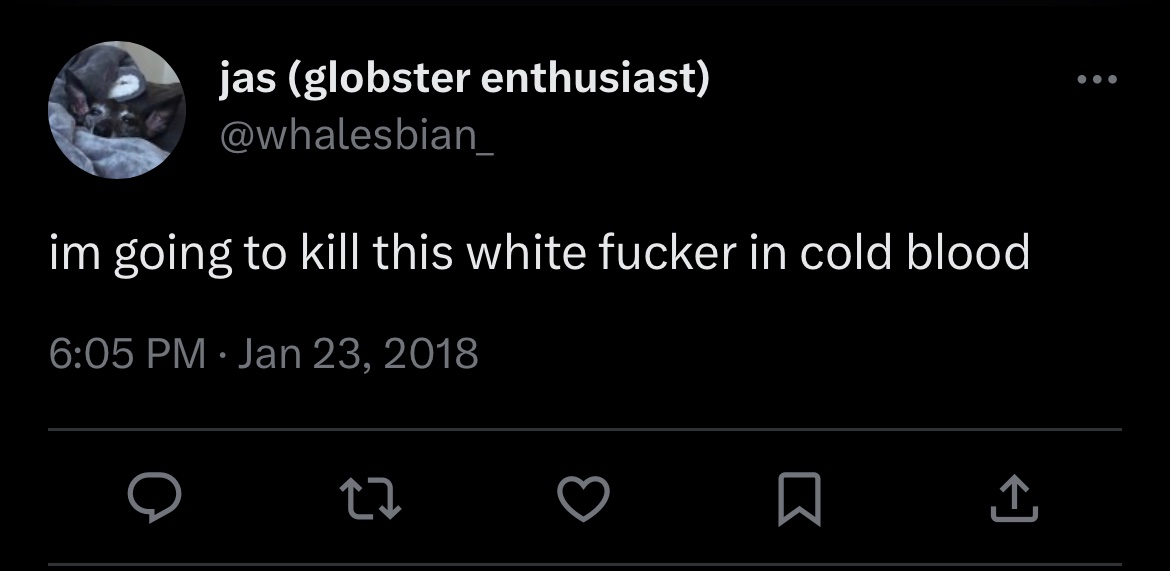 jas (globster enthusiast)
@whalesbian_
im going to kill this white fucker in cold blood
6:05 PM · Jan 23, 2018